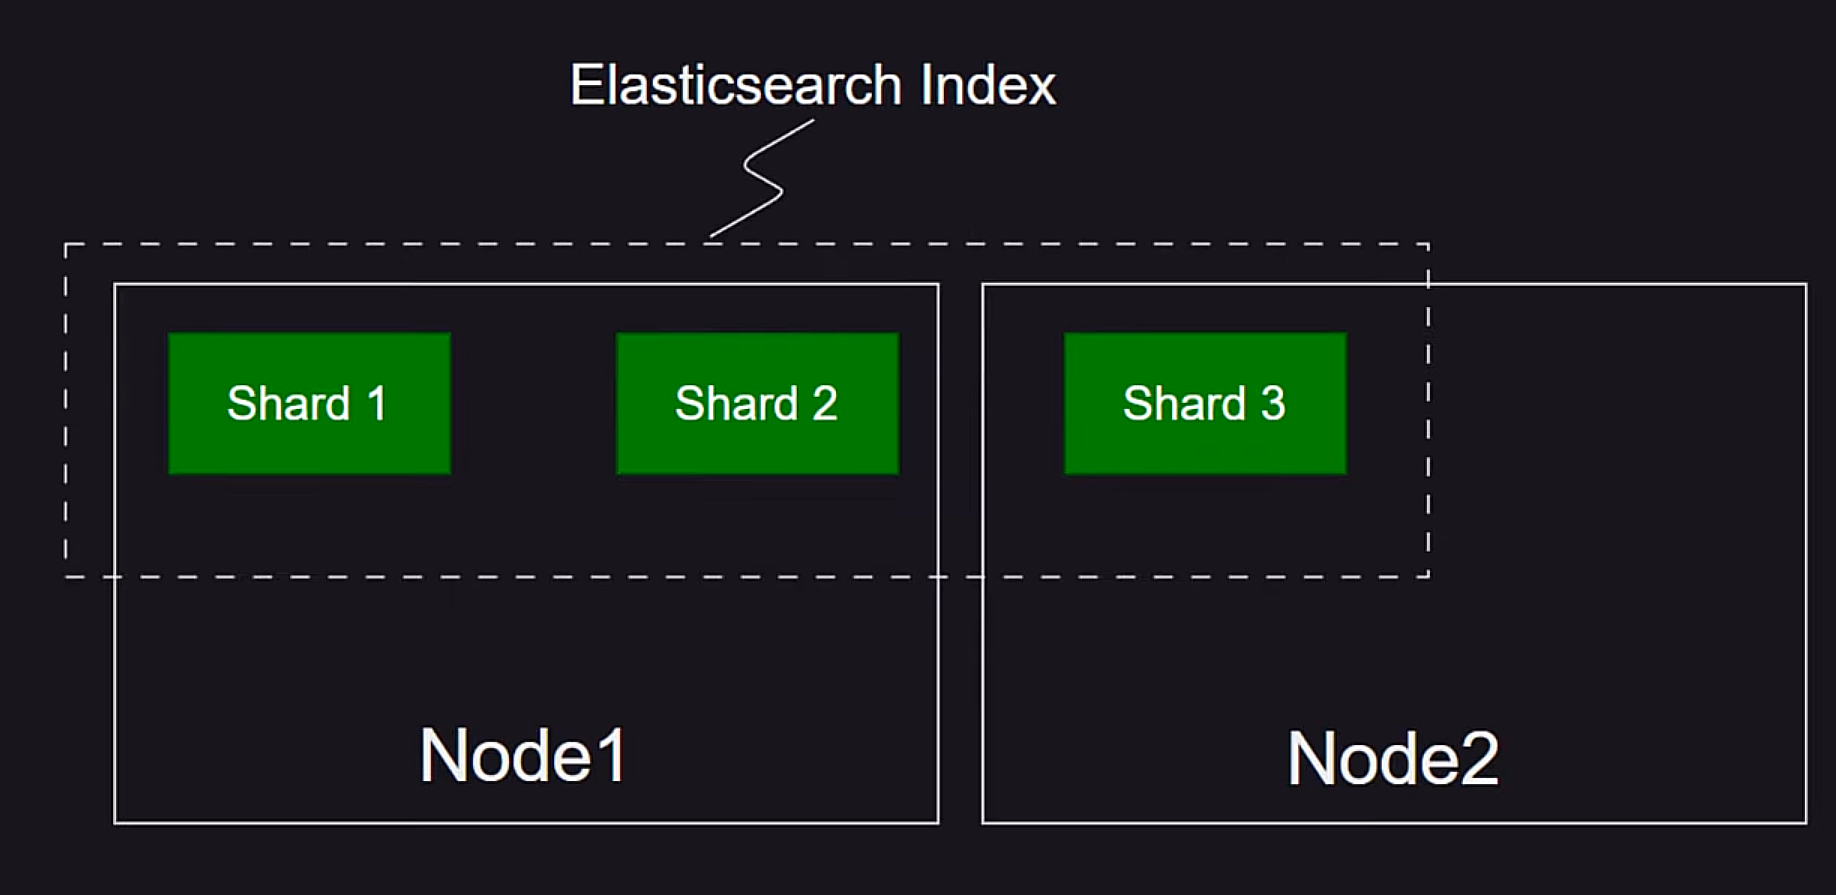 Elasticsearch Index
Shard 1
Shard 2
Shard 3
Node1
Node2